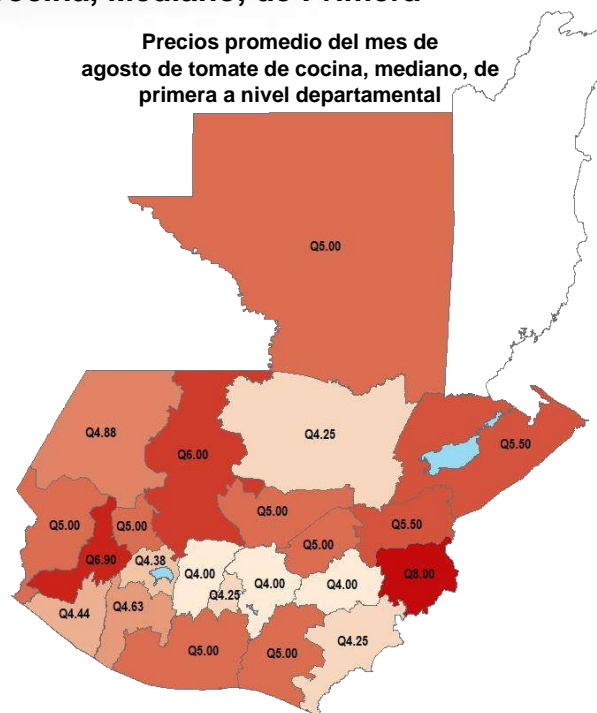 Precios promedio del mes de
agosto de tomate de cocina, mediano, de
primera a nivel departamental
Q5.00
Q4.88
Q6.00
Q4.25
Q5.50
Q5.00
Q5.00
Q5.00
Q5.50
Q5.00
Q6.90
Q4.38
Q4.00
Q4.25
Q4.00
Q4.00
Q8.00
Q4.44
Q4.63
Q5.00
Q5.00
Q4.25